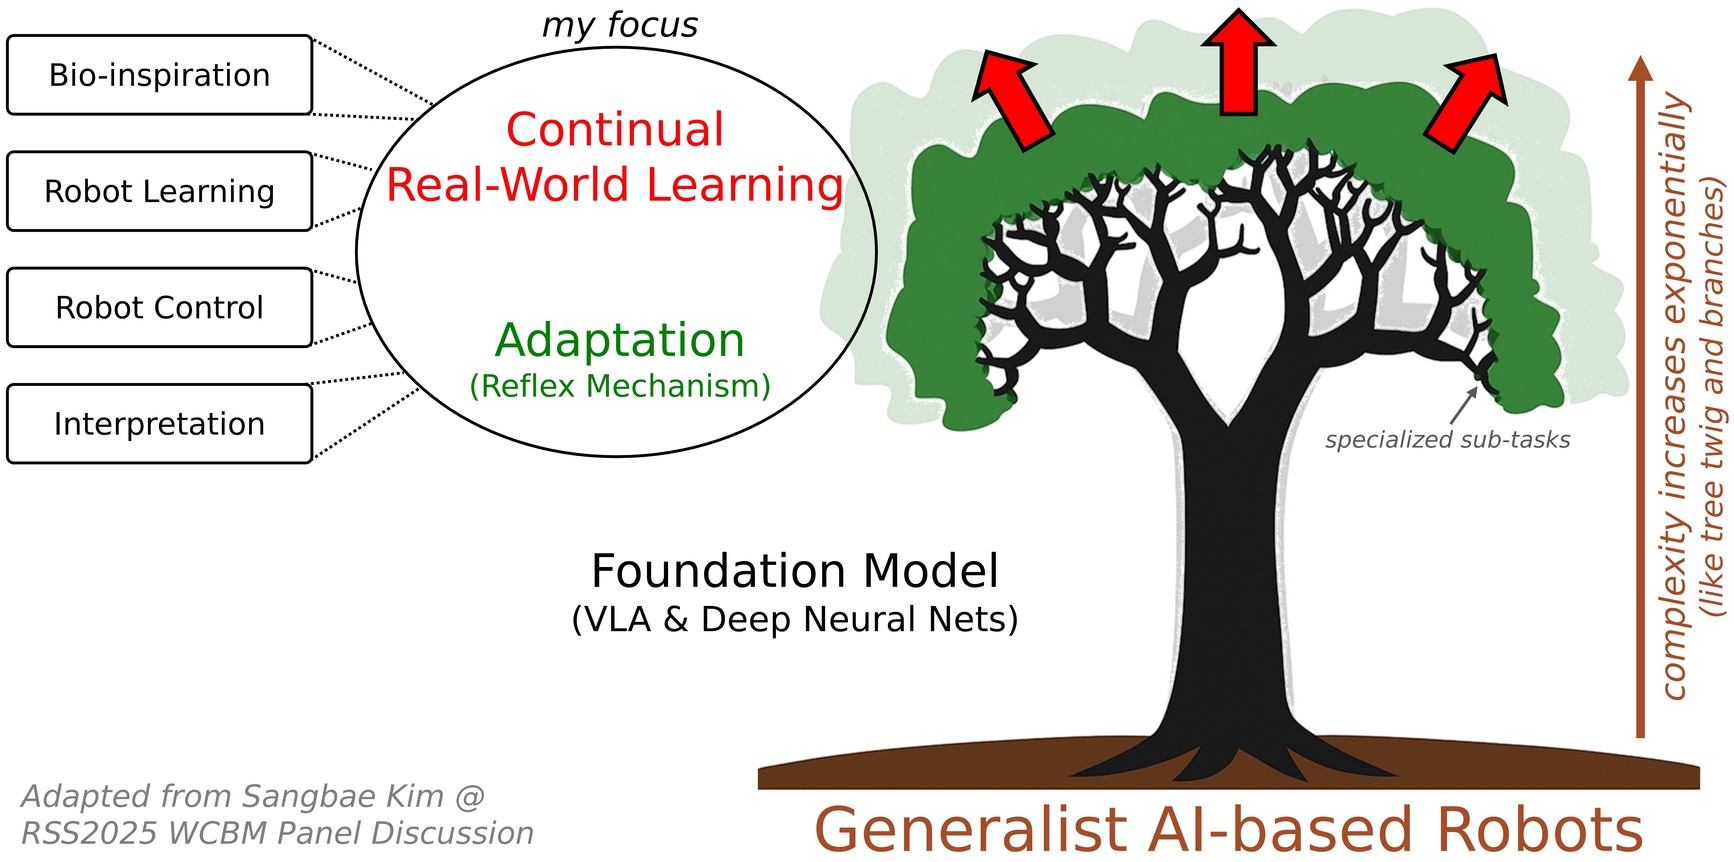 my focus
Bio-inspiration
Robot Learning
Robot Control
Interpretation
Continual
Real-World Learning
Adaptation
(Reflex Mechanism)
specialized sub-tasks
complexity increases exponentially
(like tree twig and branches)
Foundation Model
(VLA & Deep Neural Nets)
Adapted from Sangbae Kim @
RSS2025 WCBM Panel Discussion
Generalist AI-based Robots